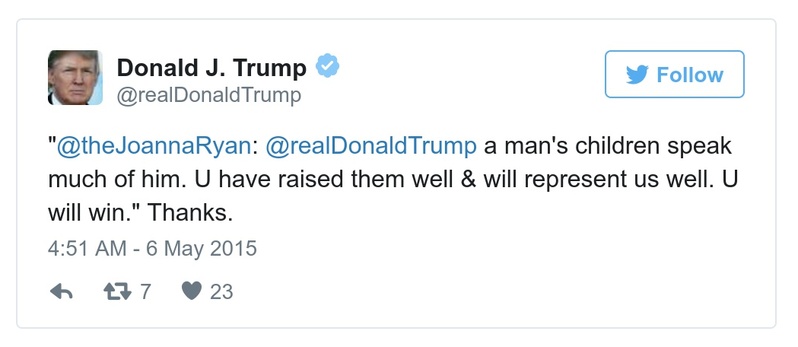 Donald J. Trump
Follow
@realDonaldTrump
"@theJoannaRyan: @realDonaldTrump a man's children speak
much of him. U have raised them well & will represent us well. U
will win." Thanks.
4:51 AM - 6 May 2015
7 23